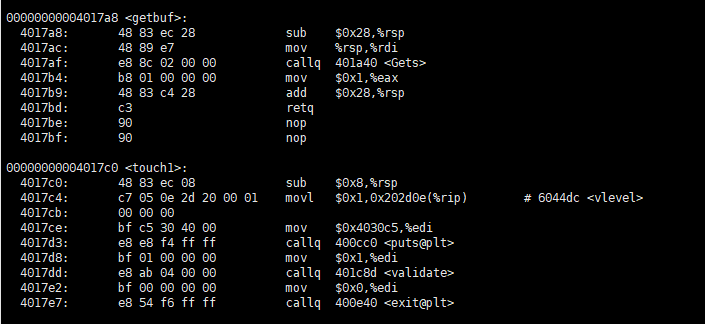 00000000004017a8 <getbuf>:
4017a8: 48 83 ec 28 sub $0x28,%rsp
4017ac: 48 89 e7 mov %rsp,%rdi
4017af: e8 8c 02 00 00 callq 401a40 <Gets>
4017b4: b8 01 00 00 00 mov $0x1,%eax
4017b9: 48 83 c4 28 add $0x28,%rsp
4017bd: c3 retq
4017be: 90 nop
4017bf: 90 nop
00000000004017c0 <touch1>:
4017c0: 48 83 ec 08 sub $0x8,%rsp
4017c4: c7 05 0e 2d 20 00 01 movl $0x1,0x202d0e(%rip) # 6044dc <vlevel>
4017cb: 00 00 00
4017ce: bf c5 30 40 00 mov $0x4030c5,%edi
4017d3: e8 e8 f4 ff ff callq 400cc0 <puts@plt>
4017d8: bf 01 00 00 00 mov $0x1,%edi
4017dd: e8 ab 04 00 00 callq 401c8d <validate>
4017e2: bf 00 00 00 00 mov $0x0,%edi
4017e7: e8 54 f6 ff ff callq 400e40 <exit@plt>